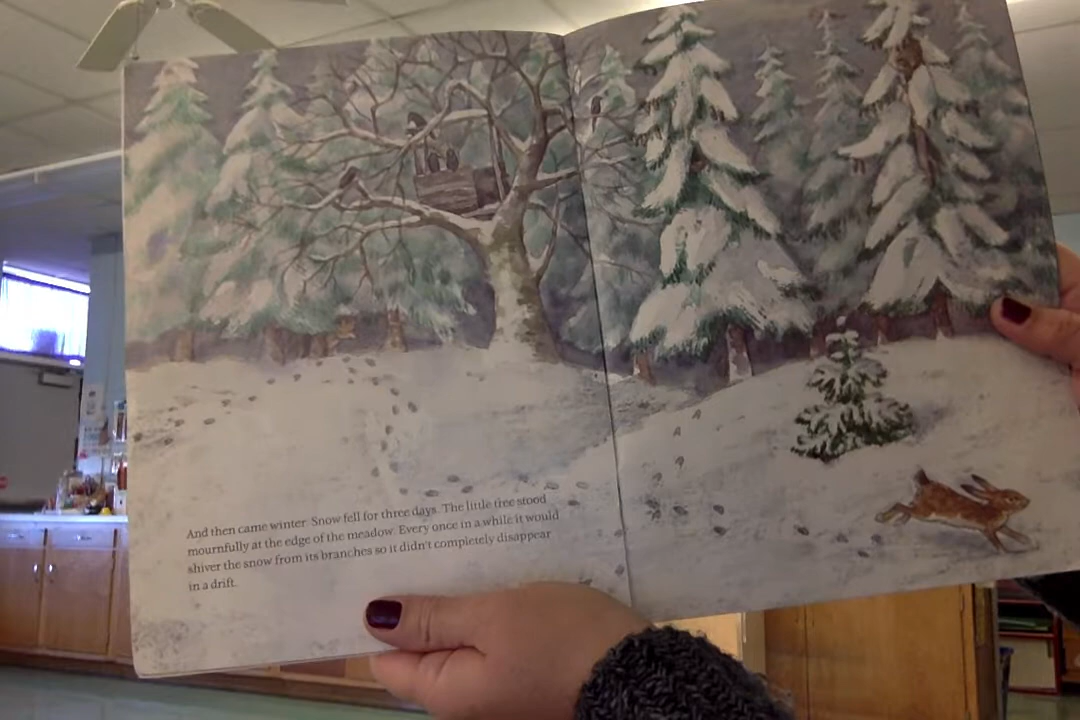 And then came winter. Snow fell for three days. The little tree stood
mournfully at the edge of the meadow. Every once in a while it would
shiver the snow from its branches so it didn't completely disappear
in a drift.